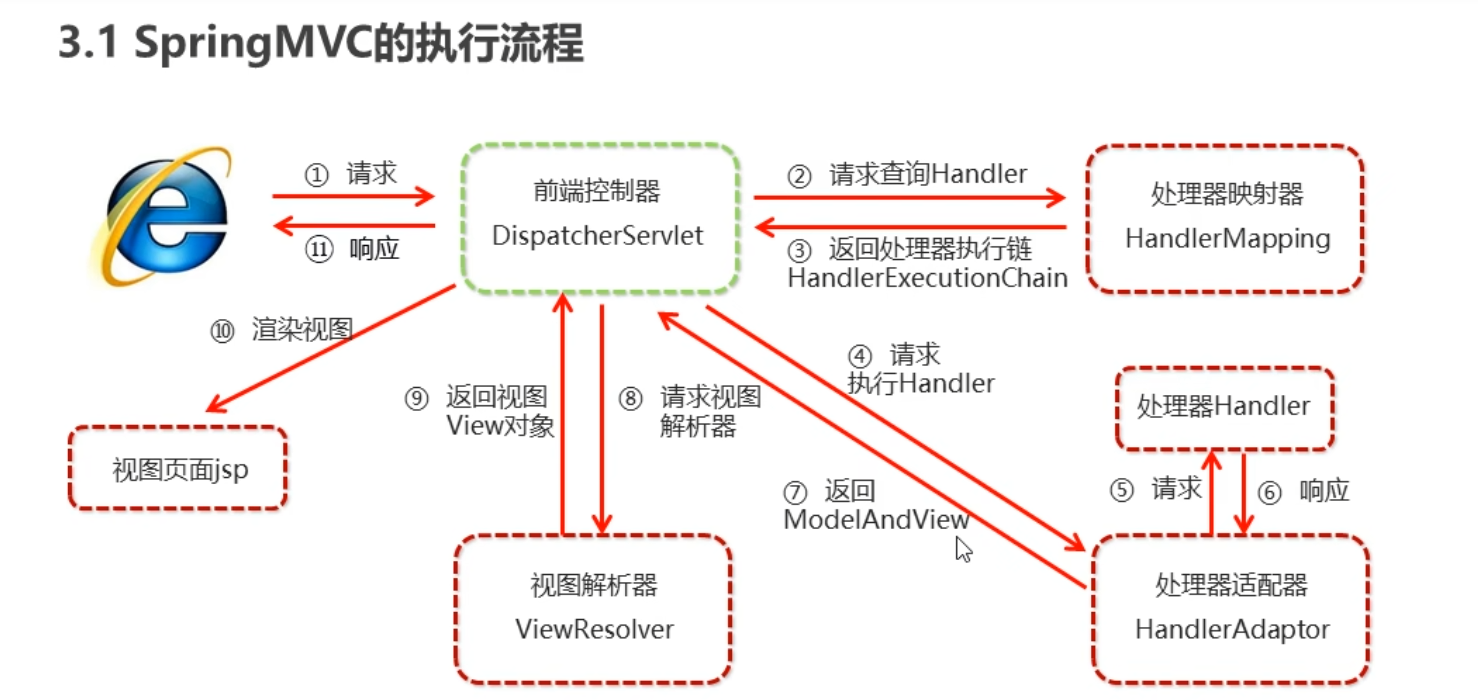 3.1 SpringMVC的执行流程
① 请求
⑪ 响应
前端控制器
DispatcherServlet
② 请求查询Handler
③ 返回处理器执行链
HandlerExecutionChain
处理器映射器
HandlerMapping
⑩ 渲染视图
④ 请求
执行Handler
⑨ 返回视图
View对象
⑧ 请求视图
解析器
处理器Handler
视图页面jsp
⑤ 请求
⑥ 响应
⑦ 返回
ModelAndView
视图解析器
ViewResolver
处理器适配器
HandlerAdaptor